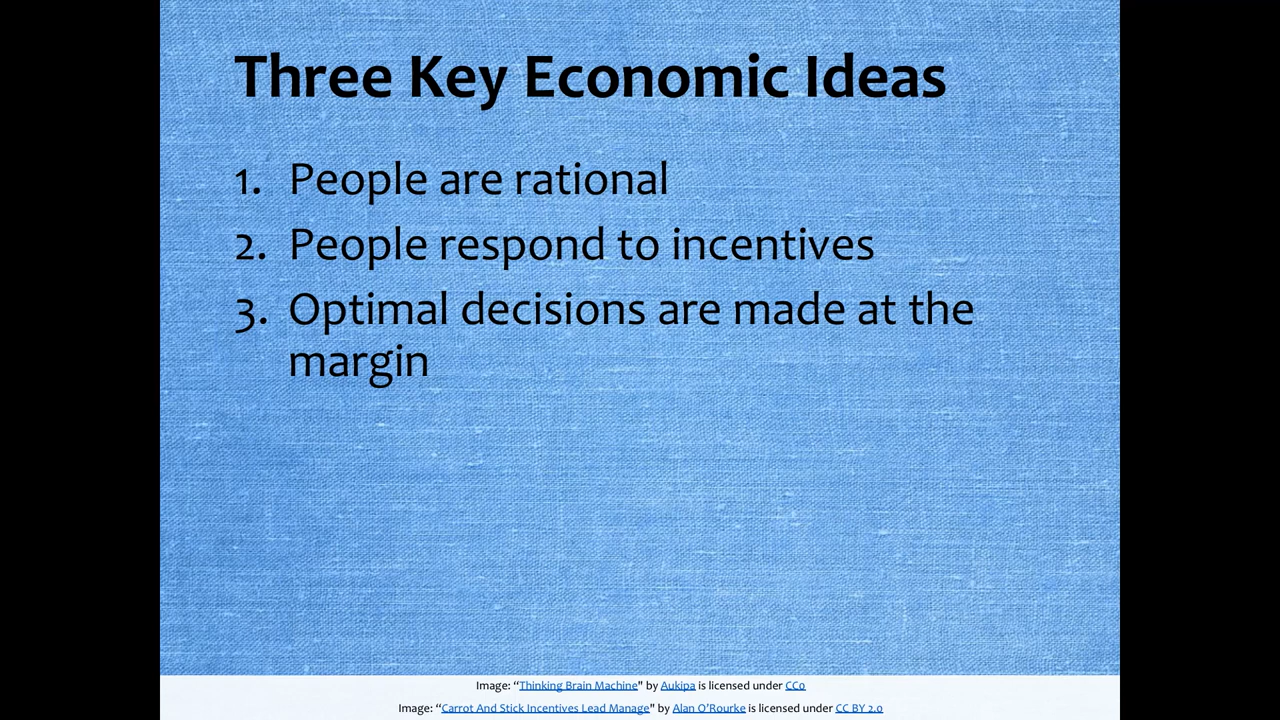 Three Key Economic Ideas
1. People are rational
2. People respond to incentives
3. Optimal decisions are made at the
margin
Image: “Thinking Brain Machine" by Aukipa is licensed under CC0
Image: “Carrot And Stick Incentives Lead Manage" by Alan O’Rourke is licensed under CC BY 2.0